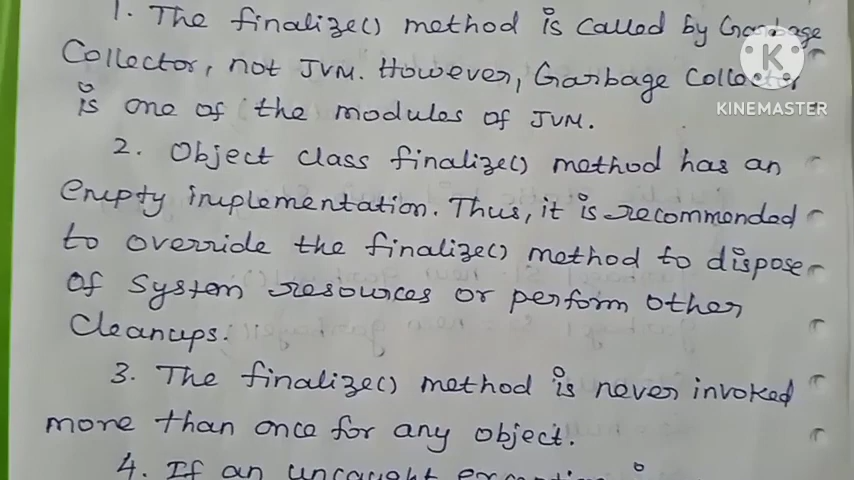 1. The finalize() method is called by Garbage
Collector, not JVM. However, Garbage Collector
is one of the modules of JVM.
2. Object class finalize() method has an
empty implementation. Thus, it is recommended
to override the finalize() method to dispose
of system resources or perform other
cleanups.
3. The finalize() method is never invoked
more than once for any object.
4. If an uncaught exception
K
KINEMASTER